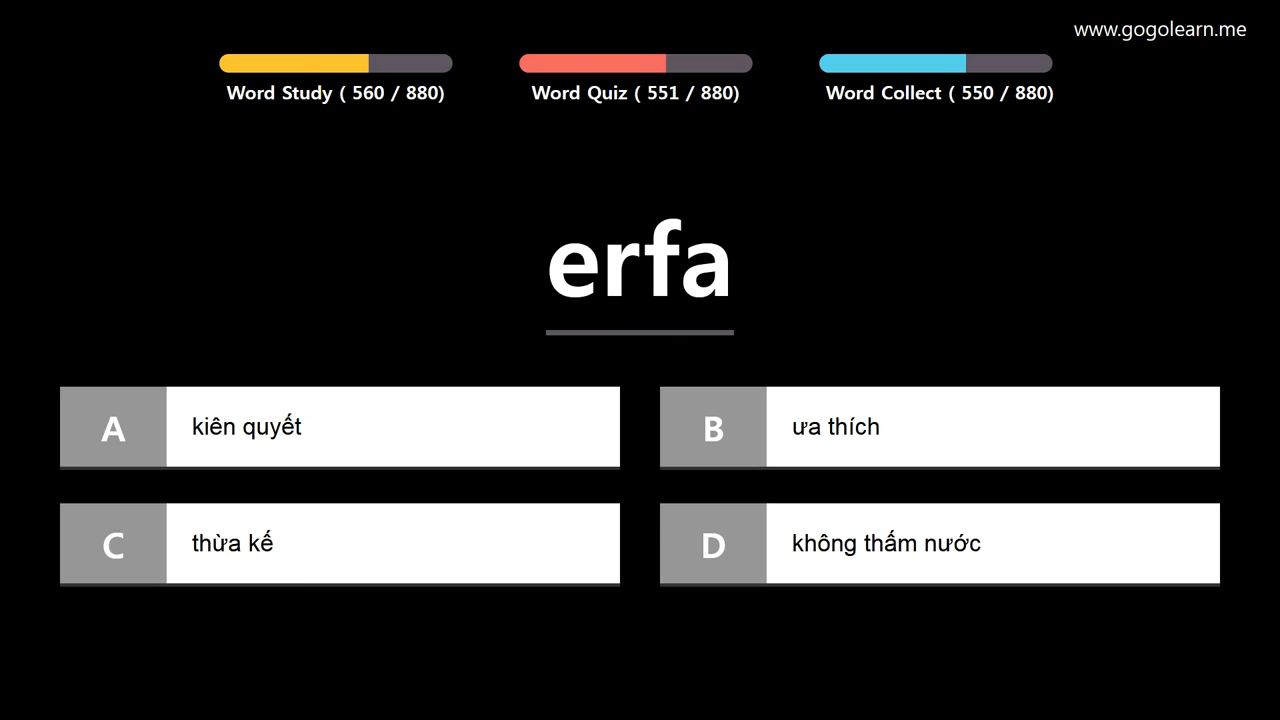 www.gogolearn.me
Word Study ( 560 / 880)
Word Quiz ( 551 / 880)
Word Collect ( 550 / 880)
erfa
A kiên quyết
B ưa thích
C thừa kế
D không thấm nước